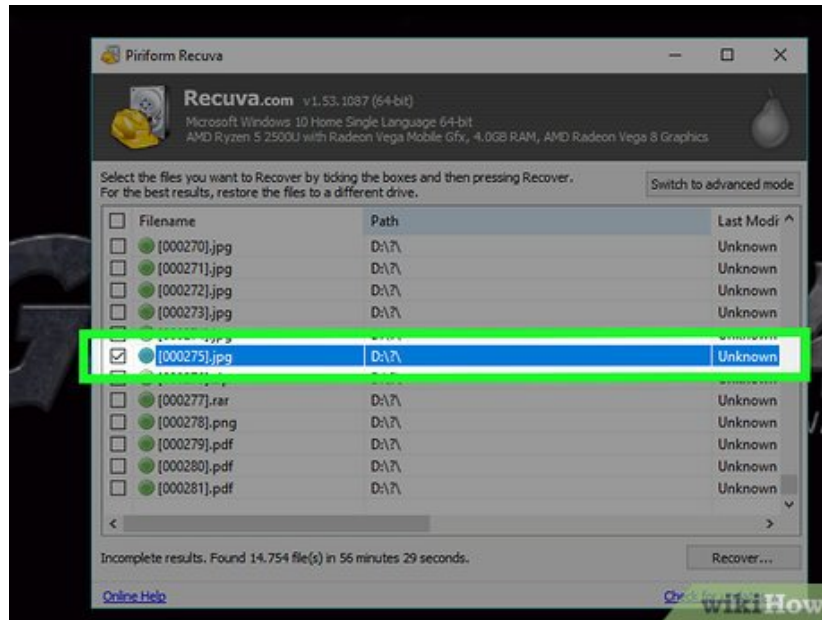 Piriform Recuva
Recuva.com v1.53.1087 (64-bit)
Microsoft Windows 10 Home Single Language 64-bit
AMD Ryzen 5 2500U with Radeon Vega Mobile Gfx, 4.0GB RAM, AMD Radeon Vega 8 Graphics
Select the files you want to Recover by ticking the boxes and then pressing Recover.
For the best results, restore the files to a different drive.
Switch to advanced mode
Filename Path Last Modi
[000270].jpg D:\?\ Unknown
[000271].jpg D:\?\ Unknown
[000272].jpg D:\?\ Unknown
[000273].jpg D:\?\ Unknown
[000275].jpg D:\?\ Unknown
[000277].rar D:\?\ Unknown
[000278].png D:\?\ Unknown
[000279].pdf D:\?\ Unknown
[000280].pdf D:\?\ Unknown
[000281].pdf D:\?\ Unknown
Incomplete results. Found 14.754 file(s) in 56 minutes 29 seconds.
Recover...
Online Help
wikiHow